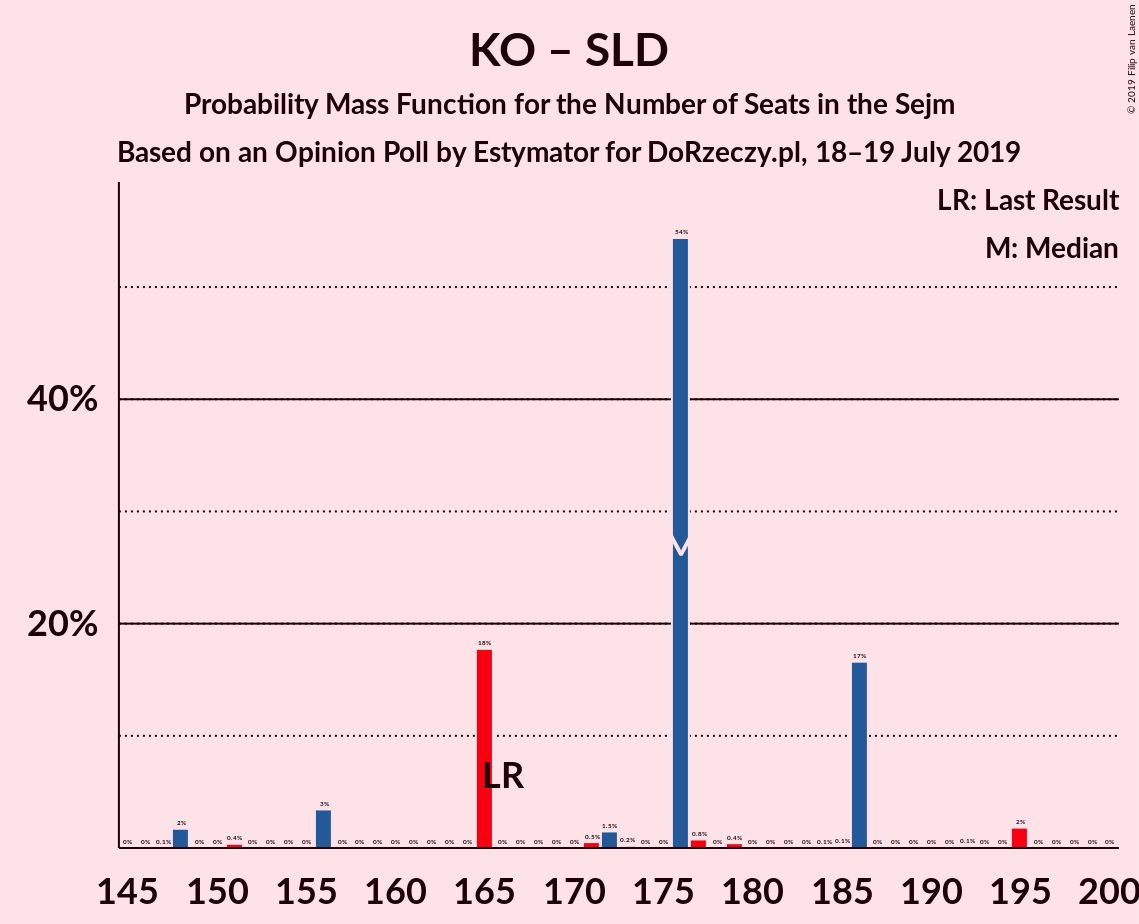 KO – SLD
Probability Mass Function for the Number of Seats in the Sejm
Based on an Opinion Poll by Estymator for DoRzeczy.pl, 18–19 July 2019
© 2019 Filip van Laenen
LR: Last Result
M: Median
40%
20%
0% 0% 0.1% 2% 0% 0% 0.4% 0% 0% 0% 0% 3% 0% 0% 0% 0% 0% 0% 0% 0% 18% 0% 0% 0% 0% 0% 0.5% 1.5% 0.2% 0% 0% 54% 0.8% 0% 0.4% 0% 0% 0% 0% 0.1% 0.1% 17% 0% 0% 0% 0% 0% 0.1% 0% 0% 2% 0% 0% 0% 0% 0%
LR
145 150 155 160 165 170 175 180 185 190 195 200